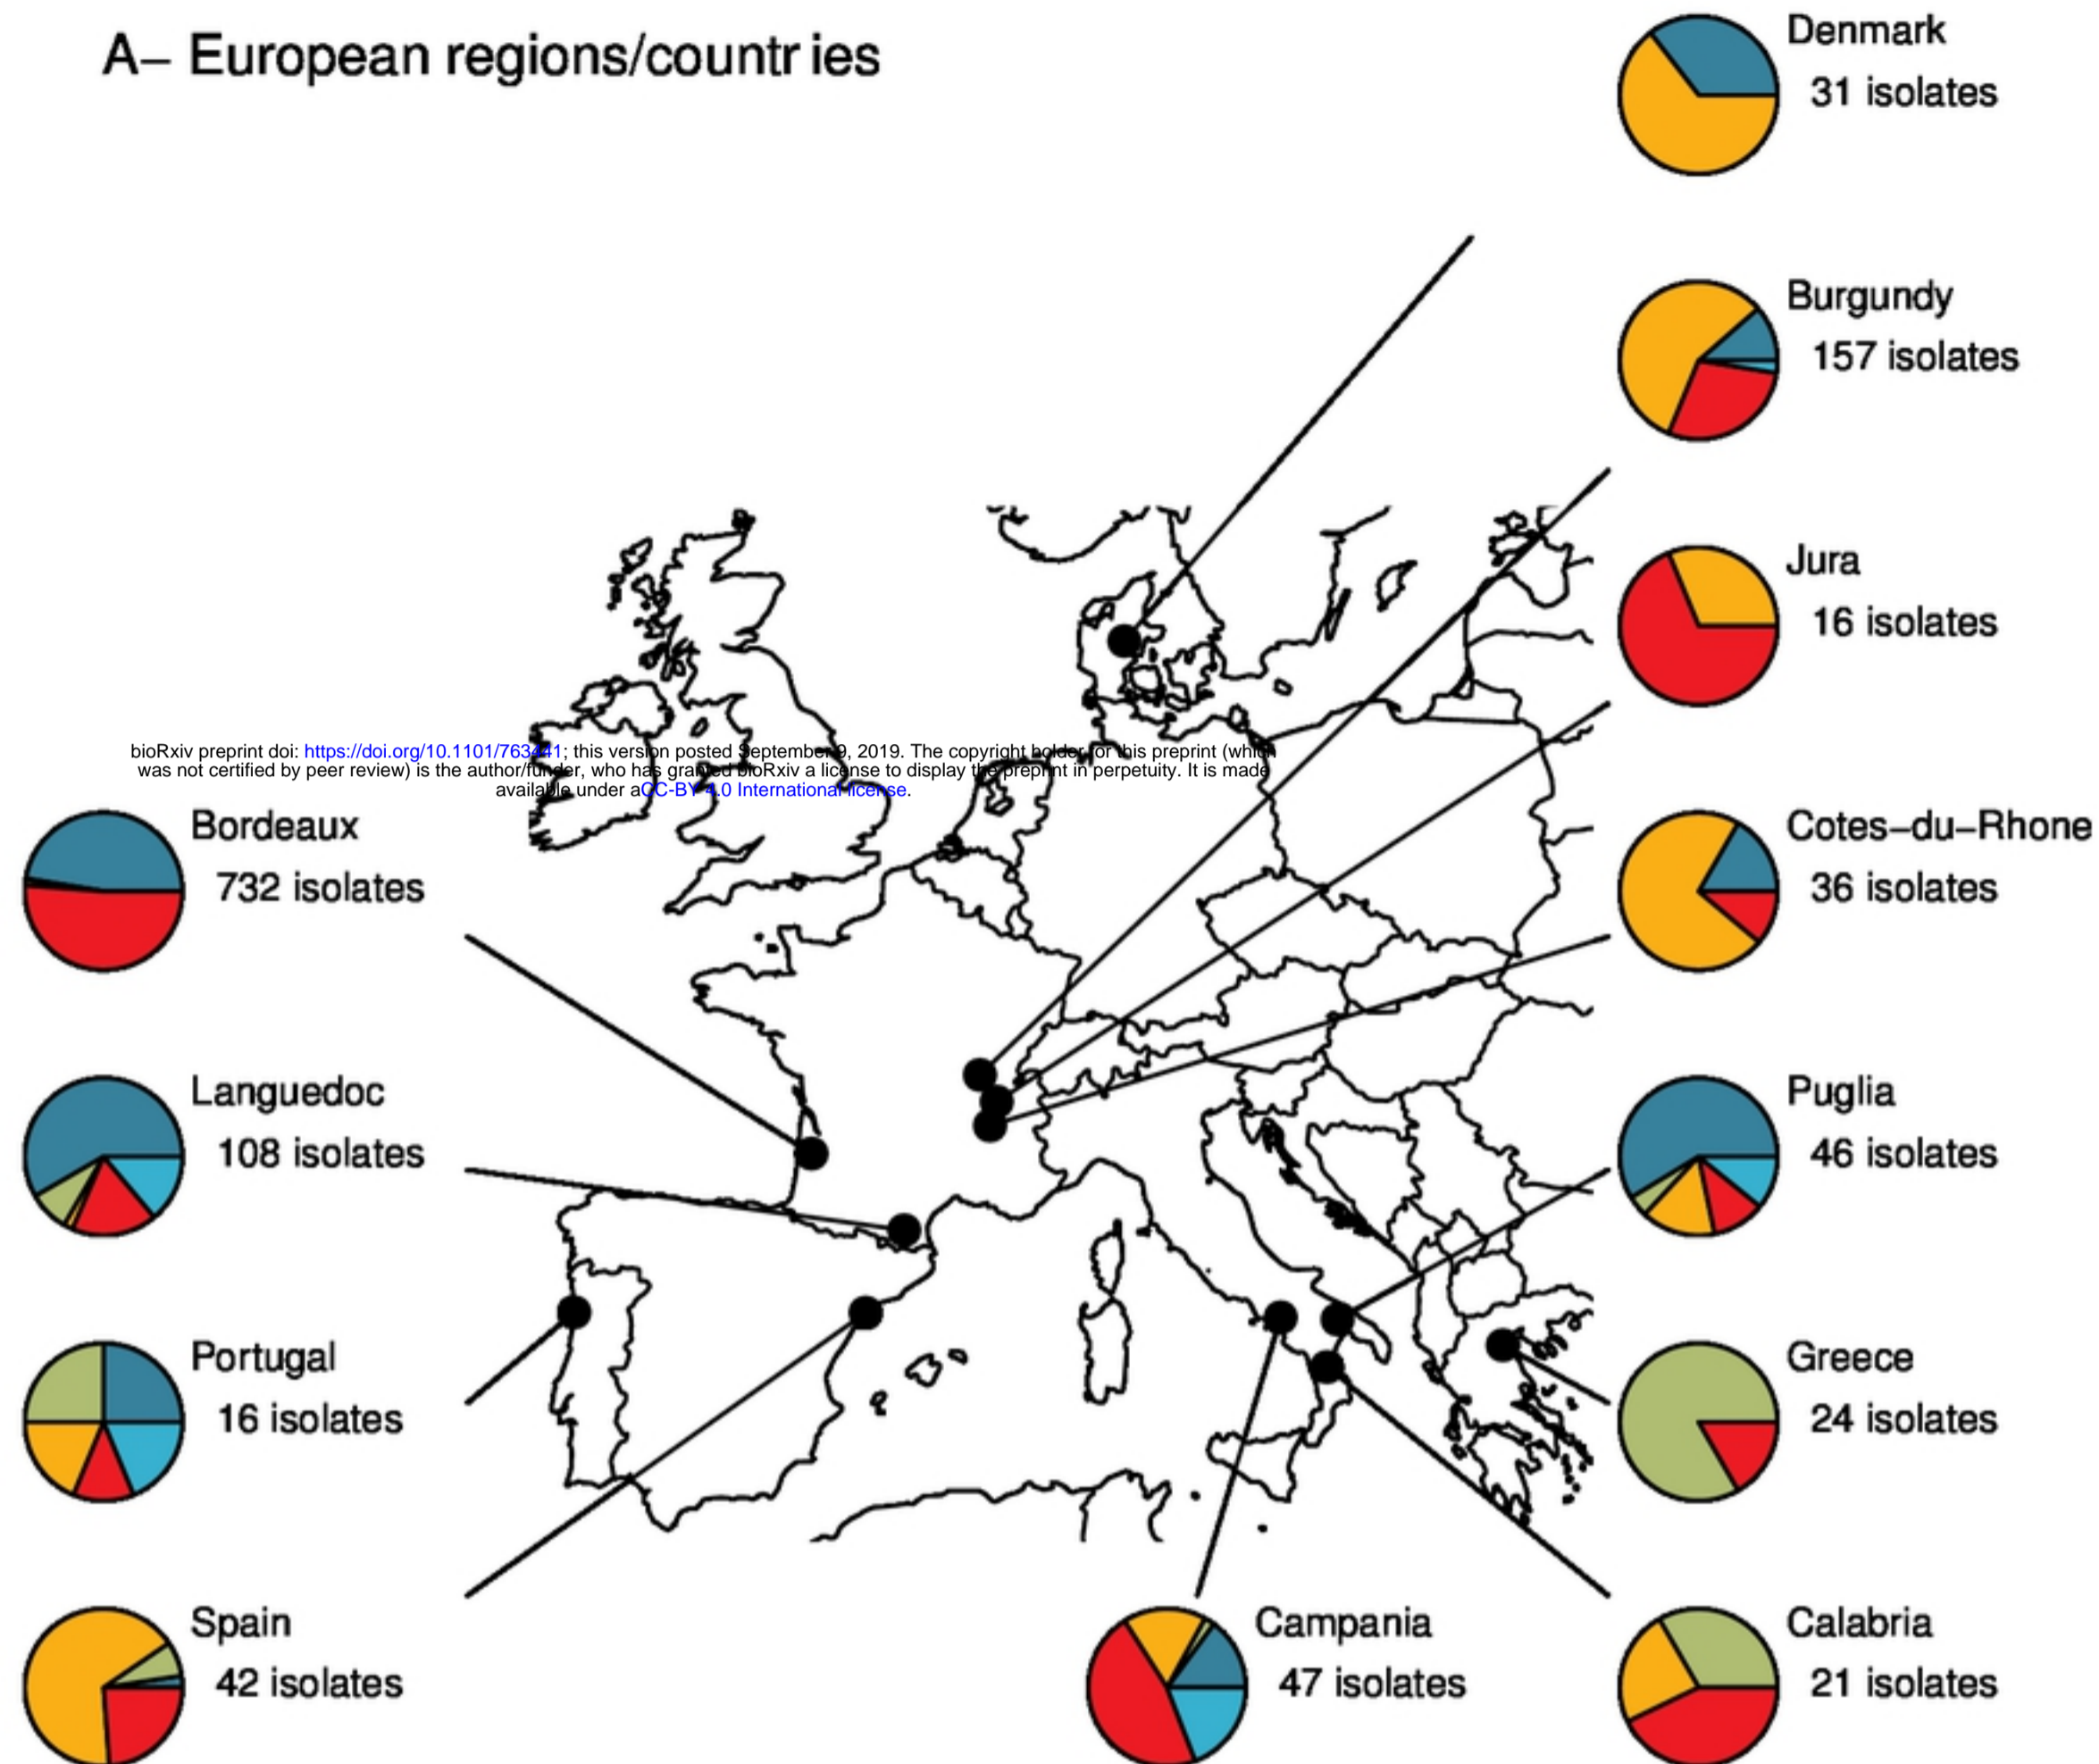 A– European regions/countries
Denmark
31 isolates
Burgundy
157 isolates
Jura
16 isolates
bioRxiv preprint doi: https://doi.org/10.1101/763441; this version posted September 9, 2019. The copyright holder for this preprint (which
was not certified by peer review) is the author/funder, who has granted bioRxiv a license to display the preprint in perpetuity. It is made
available under aCC-BY 4.0 International license.
Bordeaux
732 isolates
Cotes–du–Rhone
36 isolates
Languedoc
108 isolates
Puglia
46 isolates
Portugal
16 isolates
Greece
24 isolates
Spain
42 isolates
Campania
47 isolates
Calabria
21 isolates